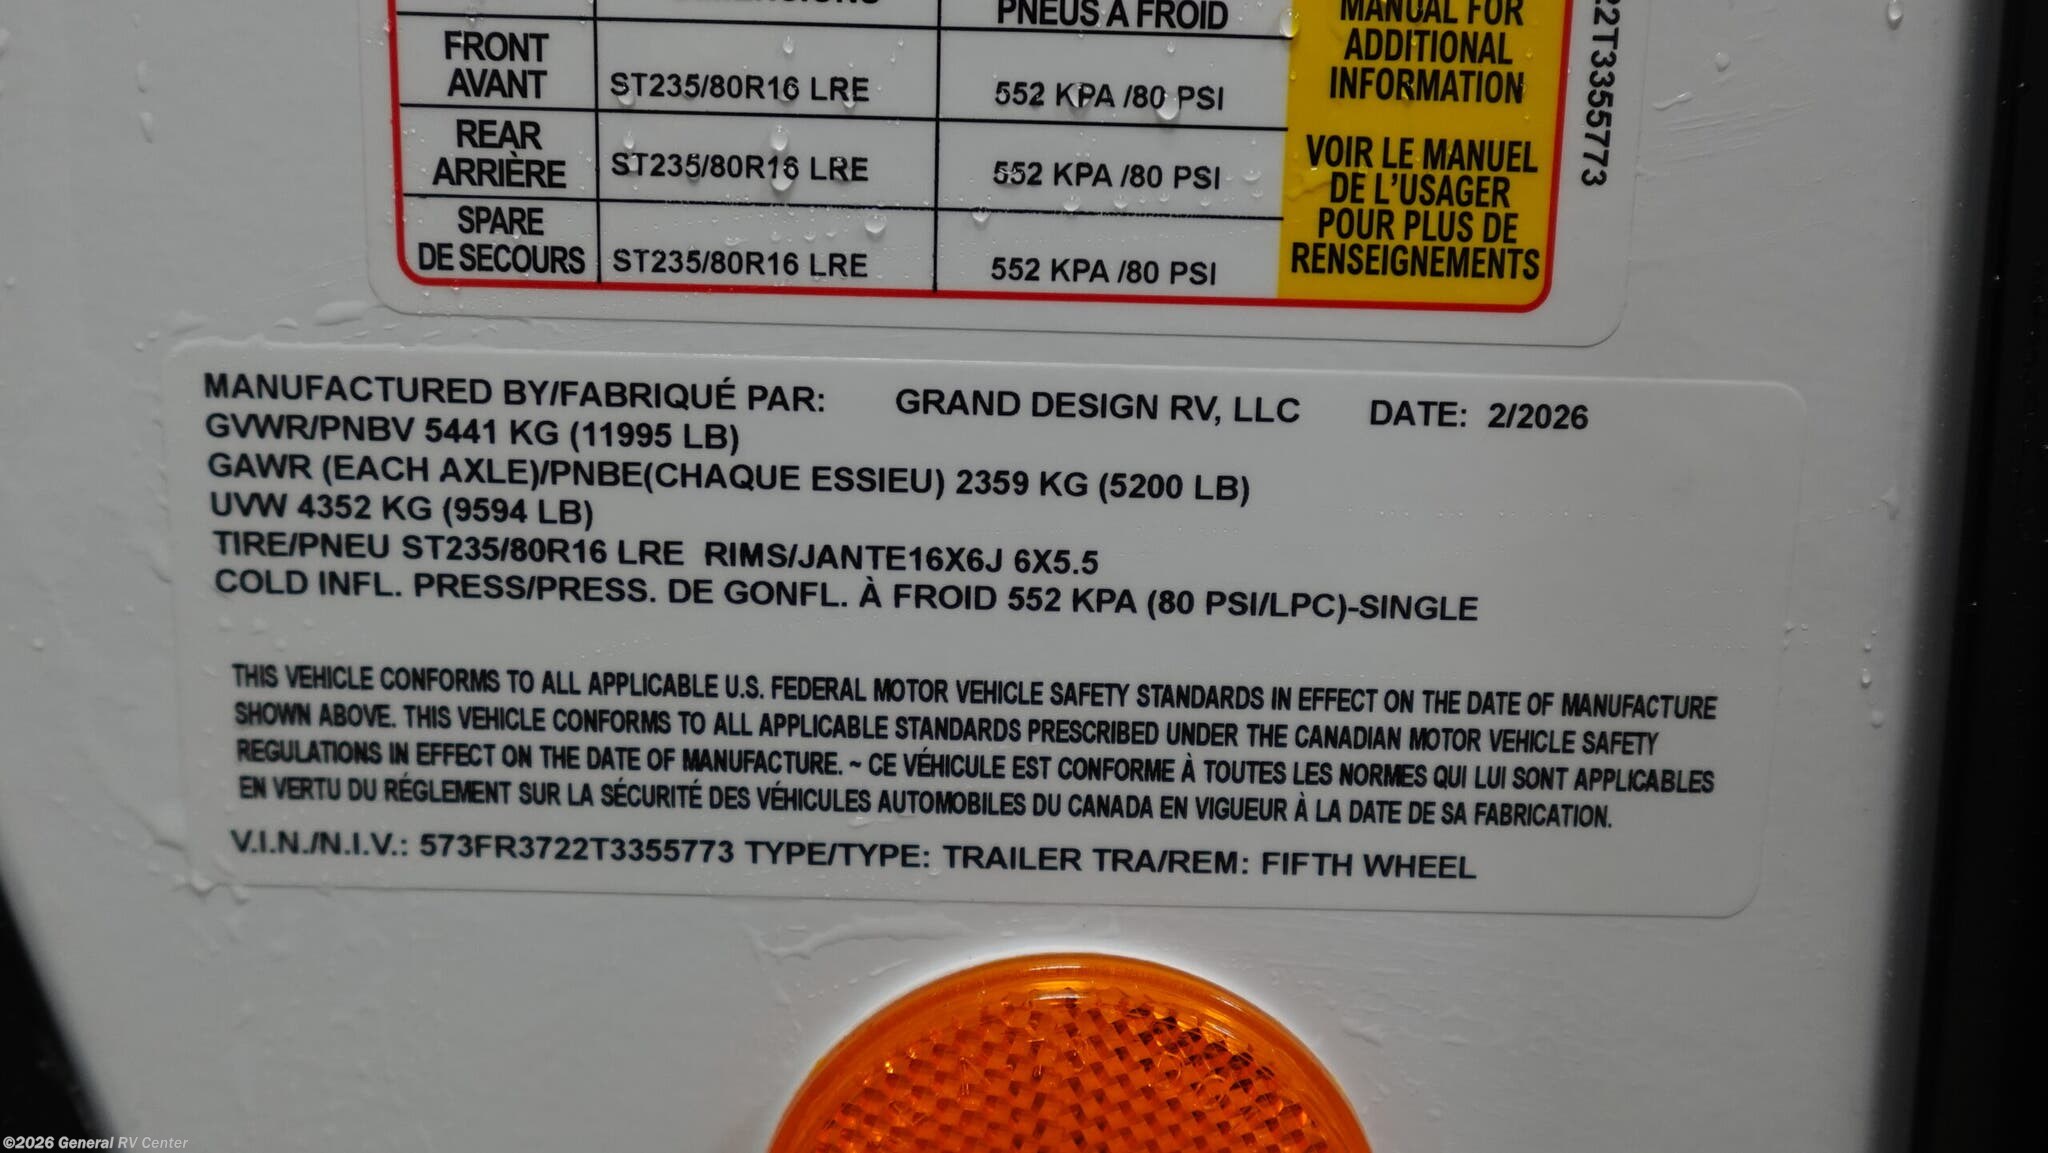 PNEUS À FROID
MANUAL FOR
ADDITIONAL
INFORMATION
FRONT
AVANT
ST235/80R16 LRE
552 KPA /80 PSI
REAR
ARRIÈRE
ST235/80R16 LRE
552 KPA /80 PSI
SPARE
DE SECOURS
ST235/80R16 LRE
552 KPA /80 PSI
VOIR LE MANUEL
DE L'USAGER
POUR PLUS DE
RENSEIGNEMENTS
22T3355773
MANUFACTURED BY/FABRIQUÉ PAR: GRAND DESIGN RV, LLC DATE: 2/2026
GVWR/PNBV 5441 KG (11995 LB)
GAWR (EACH AXLE)/PNBE(CHAQUE ESSIEU) 2359 KG (5200 LB)
UVW 4352 KG (9594 LB)
TIRE/PNEU ST235/80R16 LRE RIMS/JANTE16X6J 6X5.5
COLD INFL. PRESS/PRESS. DE GONFL. À FROID 552 KPA (80 PSI/LPC)-SINGLE
THIS VEHICLE CONFORMS TO ALL APPLICABLE U.S. FEDERAL MOTOR VEHICLE SAFETY STANDARDS IN EFFECT ON THE DATE OF MANUFACTURE
SHOWN ABOVE. THIS VEHICLE CONFORMS TO ALL APPLICABLE STANDARDS PRESCRIBED UNDER THE CANADIAN MOTOR VEHICLE SAFETY
REGULATIONS IN EFFECT ON THE DATE OF MANUFACTURE. ~ CE VÉHICULE EST CONFORME À TOUTES LES NORMES QUI LUI SONT APPLICABLES
EN VERTU DU RÉGLEMENT SUR LA SÉCURITÉ DES VÉHICULES AUTOMOBILES DU CANADA EN VIGUEUR À LA DATE DE SA FABRICATION.
V.I.N./N.I.V.: 573FR3722T3355773 TYPE/TYPE: TRAILER TRA/REM: FIFTH WHEEL
©2026 General RV Center